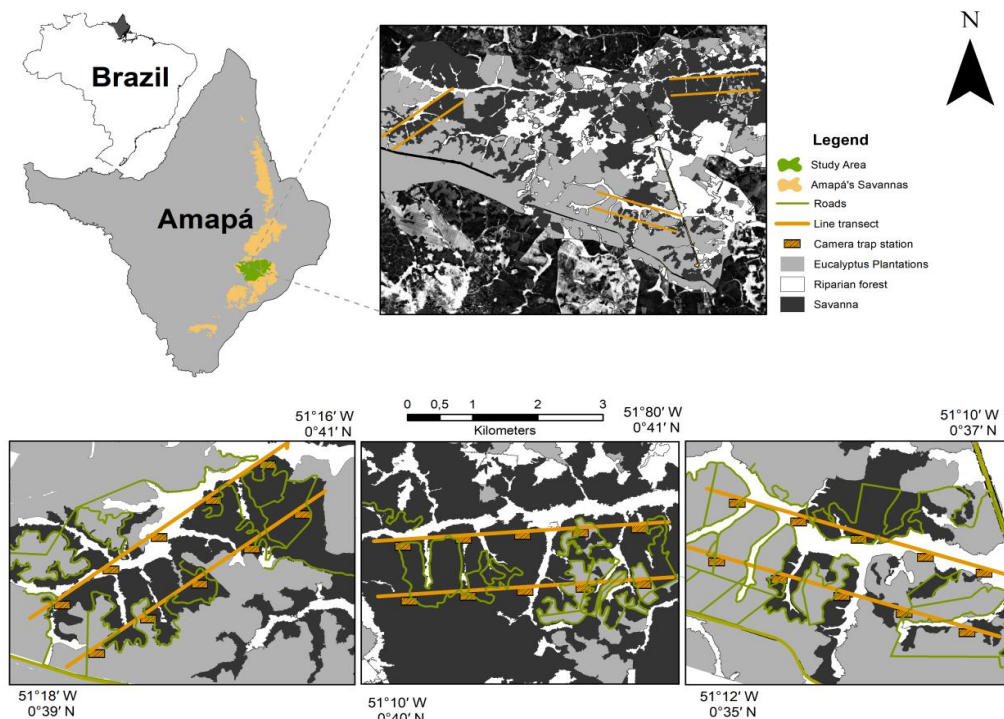 Brazil
Amapá
N
Legend
Study Area
Amapá's Savannas
Roads
Line transect
Camera trap station
Eucalyptus Plantations
Riparian forest
Savanna
51°16' W
0°41' N
0 0,5 1 2 3
Kilometers
51°80' W
0°41' N
51°10' W
0°37' N
51°18' W
0°39' N
51°10' W
0°40' N
51°12' W
0°35' N